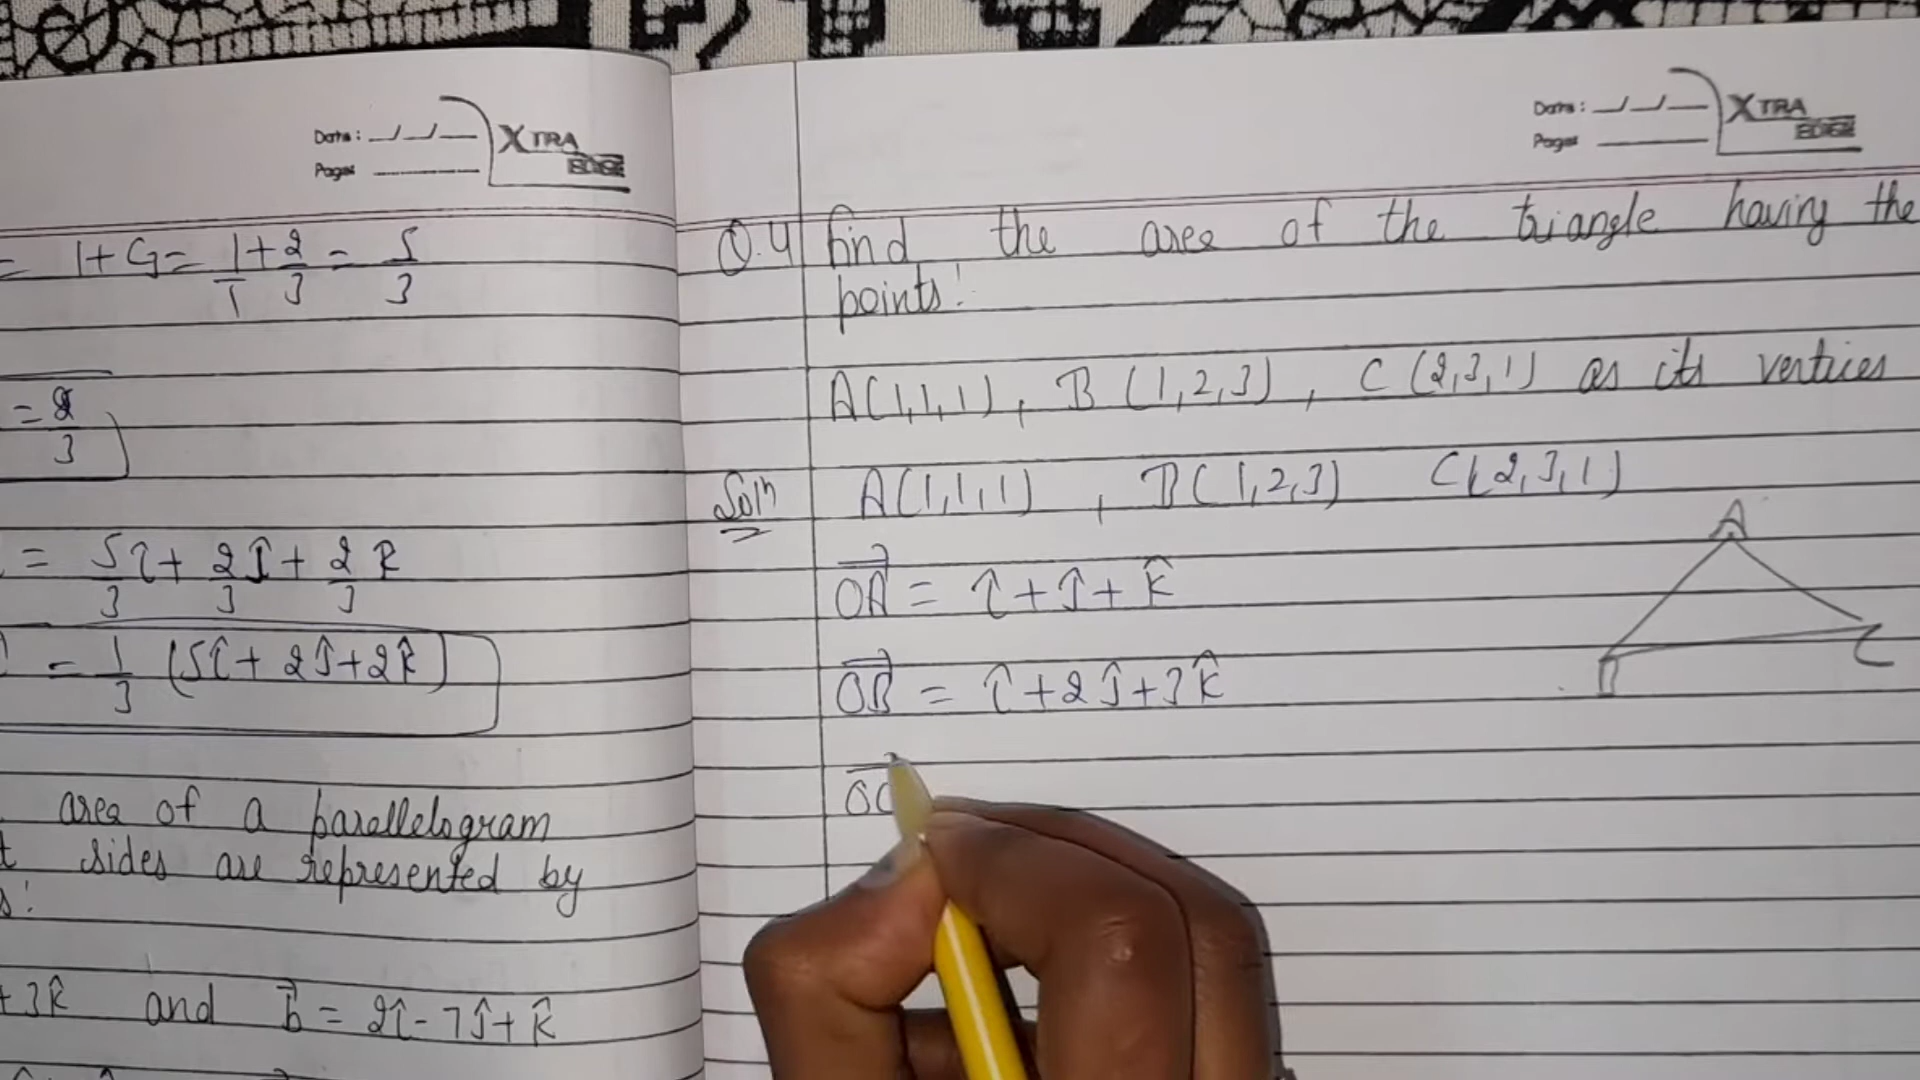 Date: _/_/_
Page:
XTRA EDGE
= 1+G = 1/1 + 2/3 = 5/3
= 2/3
= 5/3 î + 2/3 ĵ + 2/3 k̂
= 1/3 (5î + 2ĵ + 2k̂)
area of a parallelogram
sides are represented by
+3k̂ and b⃗ = 2î - 7ĵ + k̂
Date: _/_/_
Page:
XTRA EDGE
Q.4 find the area of the triangle having the
points:
A(1,1,1), B(1,2,3), C(2,3,1) as its vertices
Soln A(1,1,1), B(1,2,3) C(2,3,1)
A
OA⃗ = î + ĵ + k̂
OB⃗ = î + 2ĵ + 3k̂
B C
OC⃗